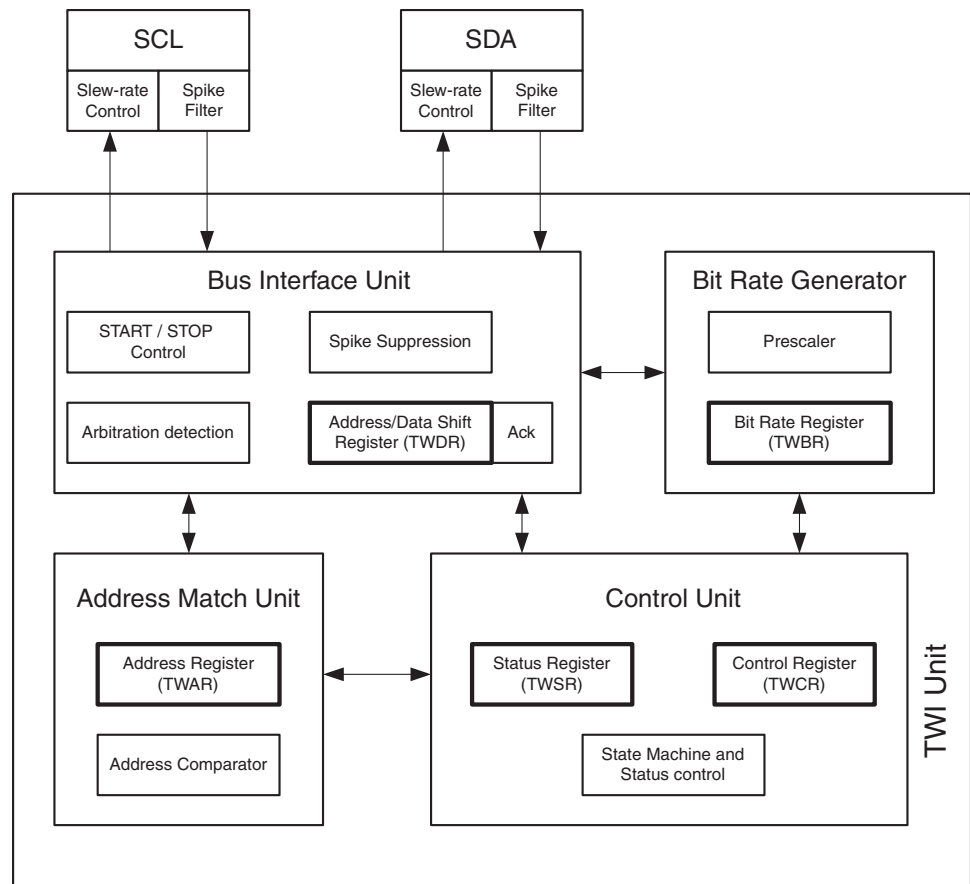 SCL
Slew-rate
Control
Spike
Filter
SDA
Slew-rate
Control
Spike
Filter
Bus Interface Unit
START / STOP
Control
Spike Suppression
Arbitration detection
Address/Data Shift
Register (TWDR)
Ack
Bit Rate Generator
Prescaler
Bit Rate Register
(TWBR)
Address Match Unit
Address Register
(TWAR)
Address Comparator
Control Unit
Status Register
(TWSR)
Control Register
(TWCR)
State Machine and
Status control
TWI Unit